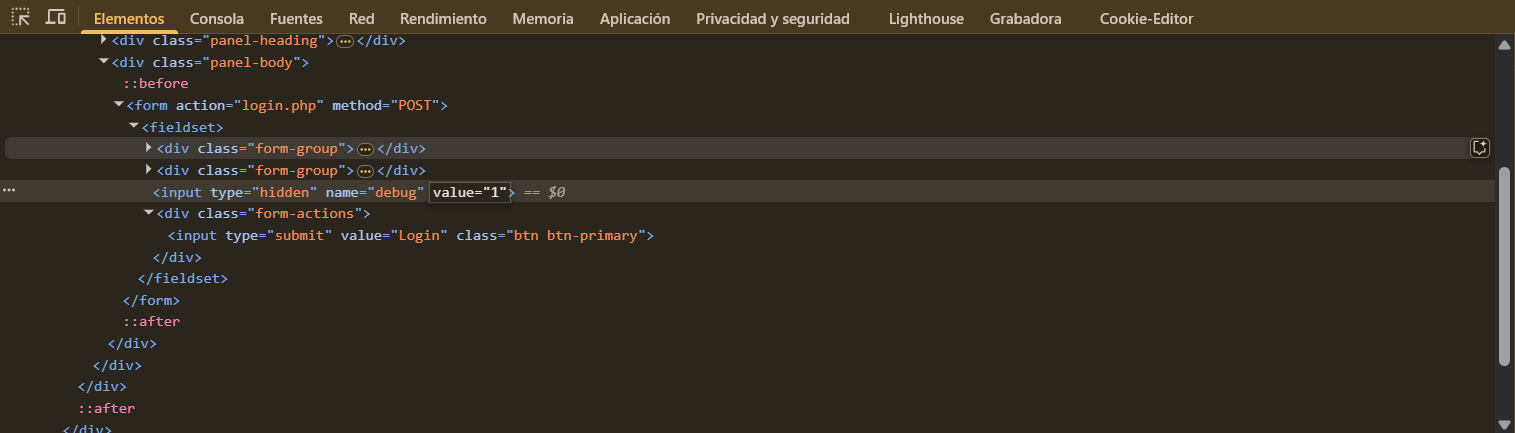 Elementos Consola Fuentes Red Rendimiento Memoria Aplicación Privacidad y seguridad Lighthouse Grabadora Cookie-Editor
<div class="panel-heading"> ••• </div>
<div class="panel-body">
::before
<form action="login.php" method="POST">
<fieldset>
<div class="form-group"> ••• </div>
<div class="form-group"> ••• </div>
••• <input type="hidden" name="debug" value="1"> == $0
<div class="form-actions">
<input type="submit" value="Login" class="btn btn-primary">
</div>
</fieldset>
</form>
::after
</div>
</div>
</div>
::after
</div>